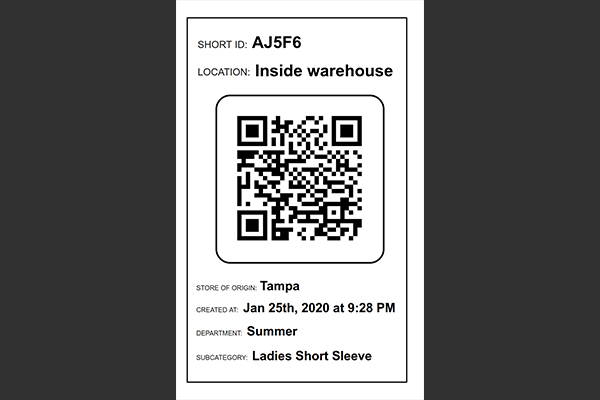 SHORT ID: AJ5F6
LOCATION: Inside warehouse
STORE OF ORIGIN: Tampa
CREATED AT: Jan 25th, 2020 at 9:28 PM
DEPARTMENT: Summer
SUBCATEGORY: Ladies Short Sleeve